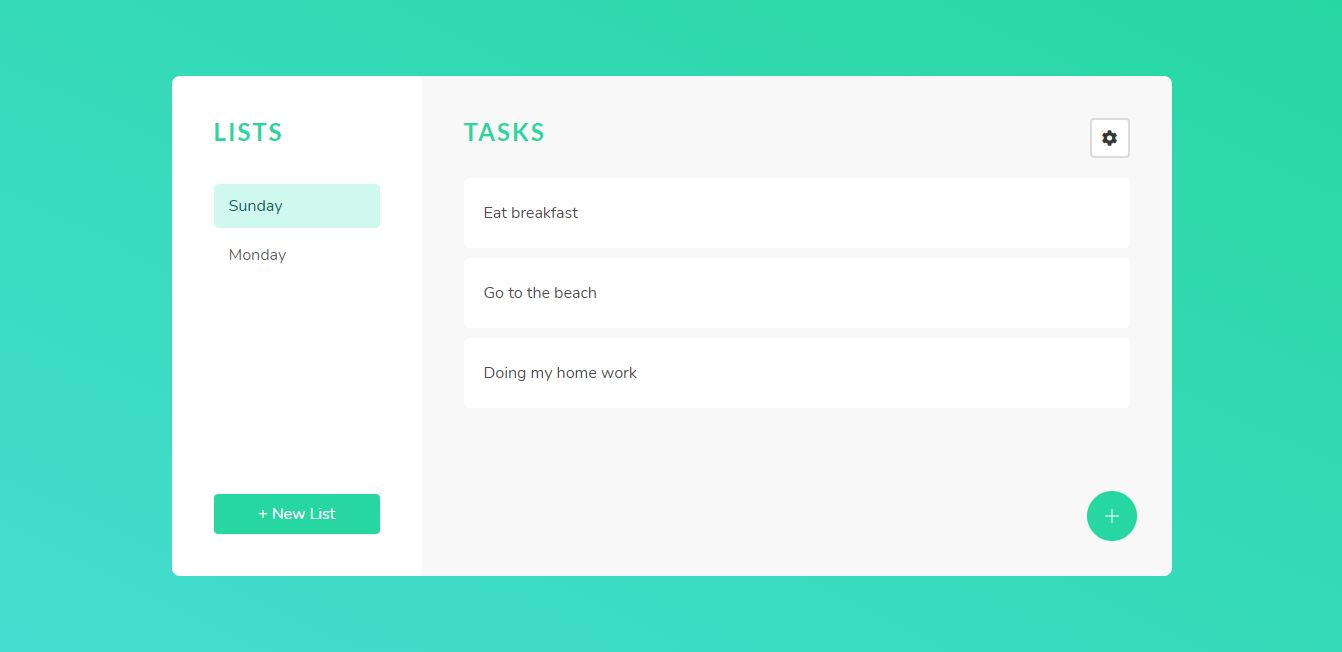 LISTS
Sunday
Monday
+ New List
TASKS
Eat breakfast
Go to the beach
Doing my home work